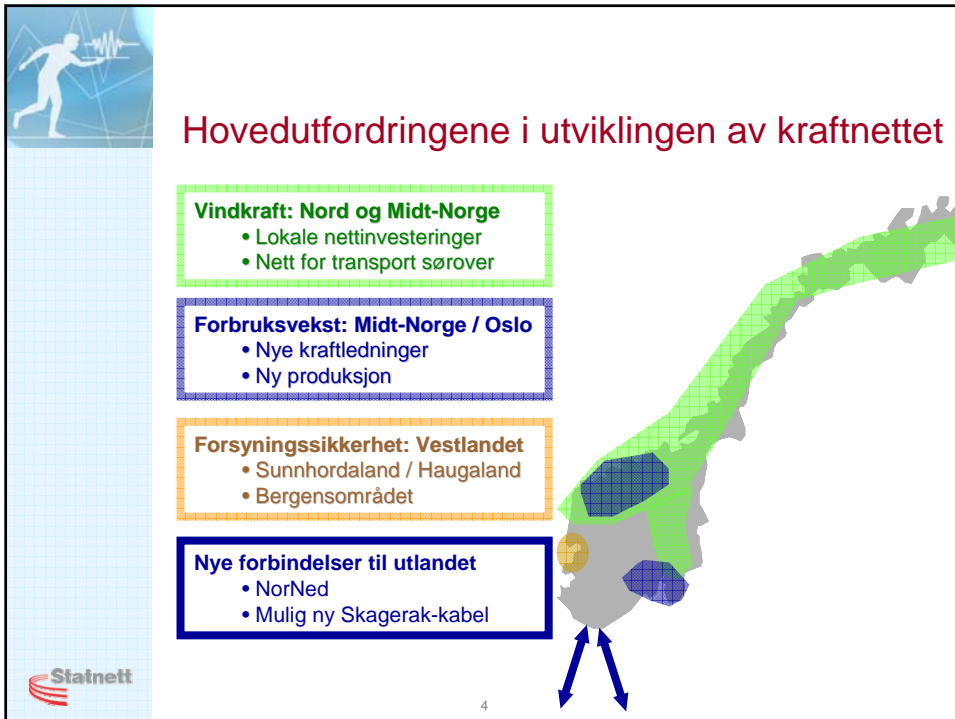 Hovedutfordringene i utviklingen av kraftnettet
Vindkraft: Nord og Midt-Norge
• Lokale nettinvesteringer
• Nett for transport sørover
Forbruksvekst: Midt-Norge / Oslo
• Nye kraftledninger
• Ny produksjon
Forsyningssikkerhet: Vestlandet
• Sunnhordaland / Haugaland
• Bergensområdet
Nye forbindelser til utlandet
• NorNed
• Mulig ny Skagerak-kabel
Statnett
4